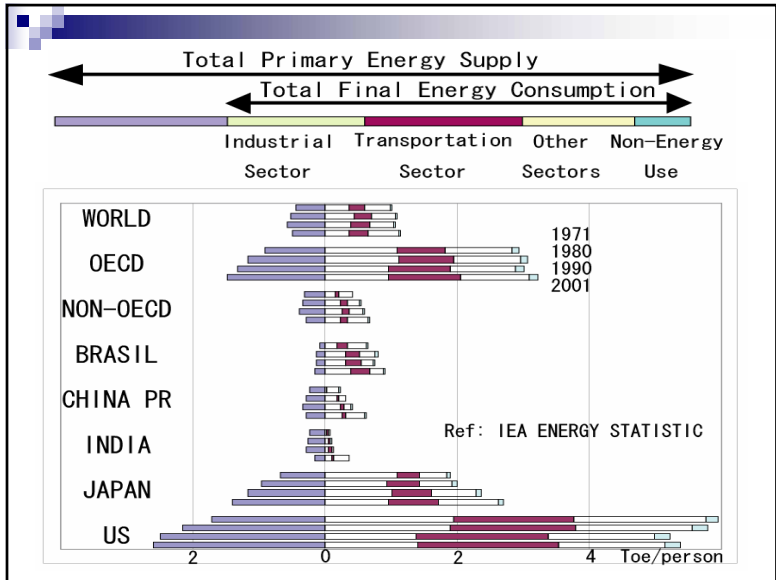 Total Primary Energy Supply
Total Final Energy Consumption
Industrial Sector
Transportation Sector
Other Sectors
Non-Energy Use
WORLD
1971
1980
OECD
1990
2001
NON-OECD
BRASIL
CHINA PR
Ref: IEA ENERGY STATISTIC
INDIA
JAPAN
US
2 0 2 4 Toe/person